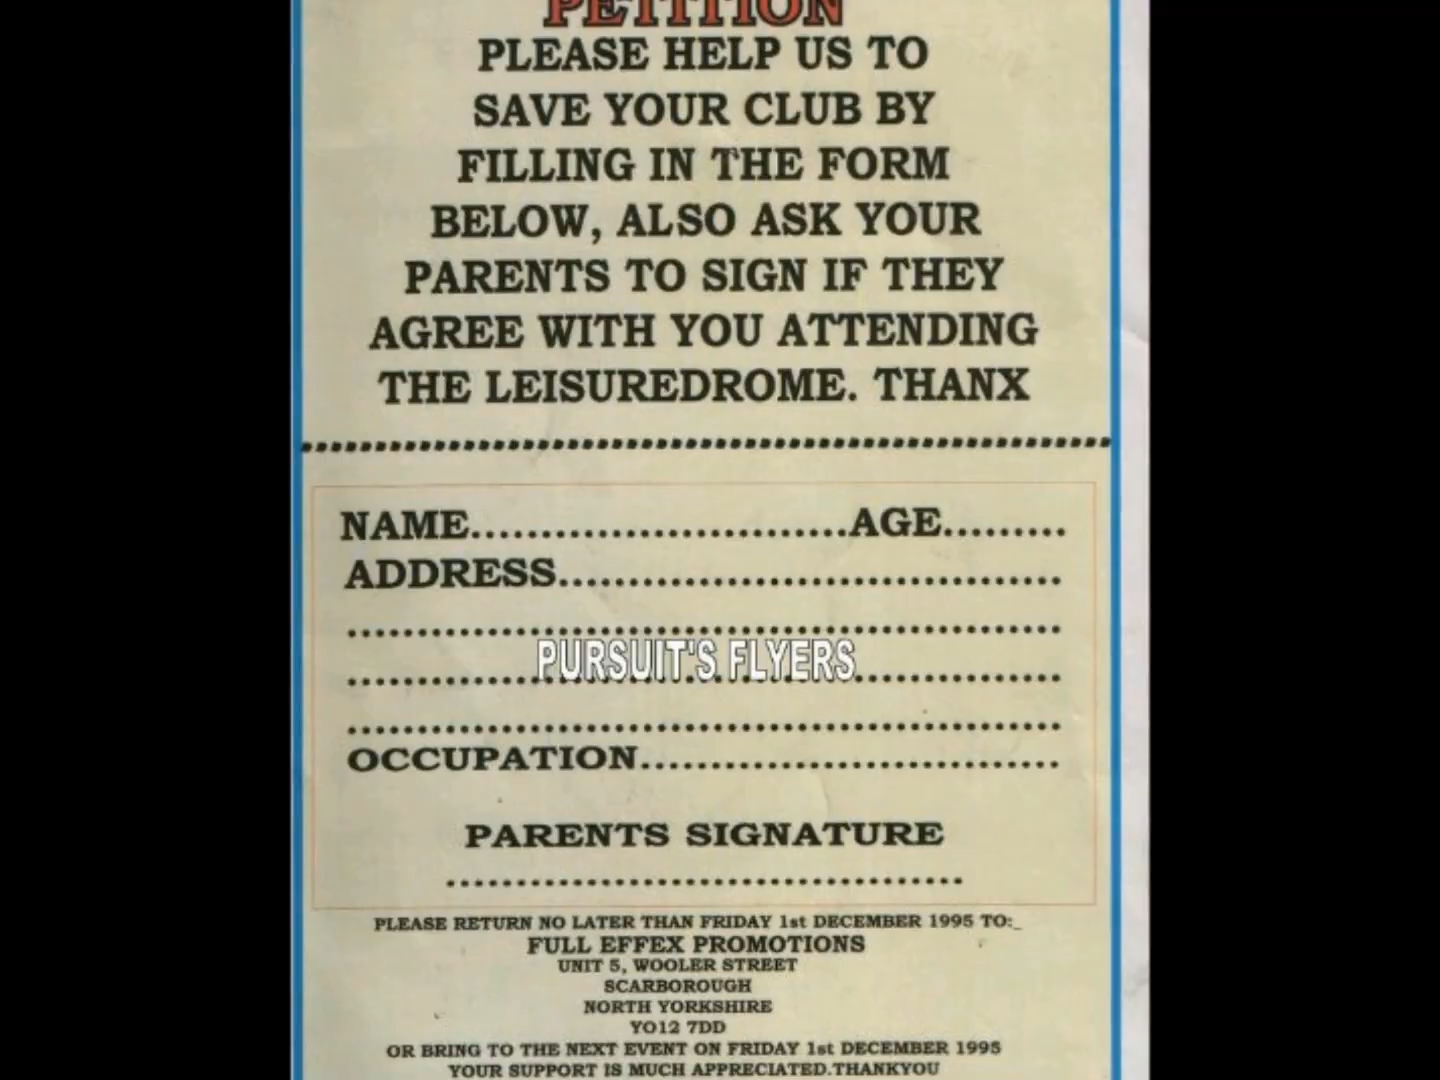 PETITION
PLEASE HELP US TO
SAVE YOUR CLUB BY
FILLING IN THE FORM
BELOW, ALSO ASK YOUR
PARENTS TO SIGN IF THEY
AGREE WITH YOU ATTENDING
THE LEISUREDROME. THANX
NAME...........................AGE.........
ADDRESS....................................
PURSUIT'S FLYERS
OCCUPATION..............................
PARENTS SIGNATURE
.....................................
PLEASE RETURN NO LATER THAN FRIDAY 1st DECEMBER 1995 TO:_
FULL EFFEX PROMOTIONS
UNIT 5, WOOLER STREET
SCARBOROUGH
NORTH YORKSHIRE
YO12 7DD
OR BRING TO THE NEXT EVENT ON FRIDAY 1st DECEMBER 1995
YOUR SUPPORT IS MUCH APPRECIATED.THANKYOU